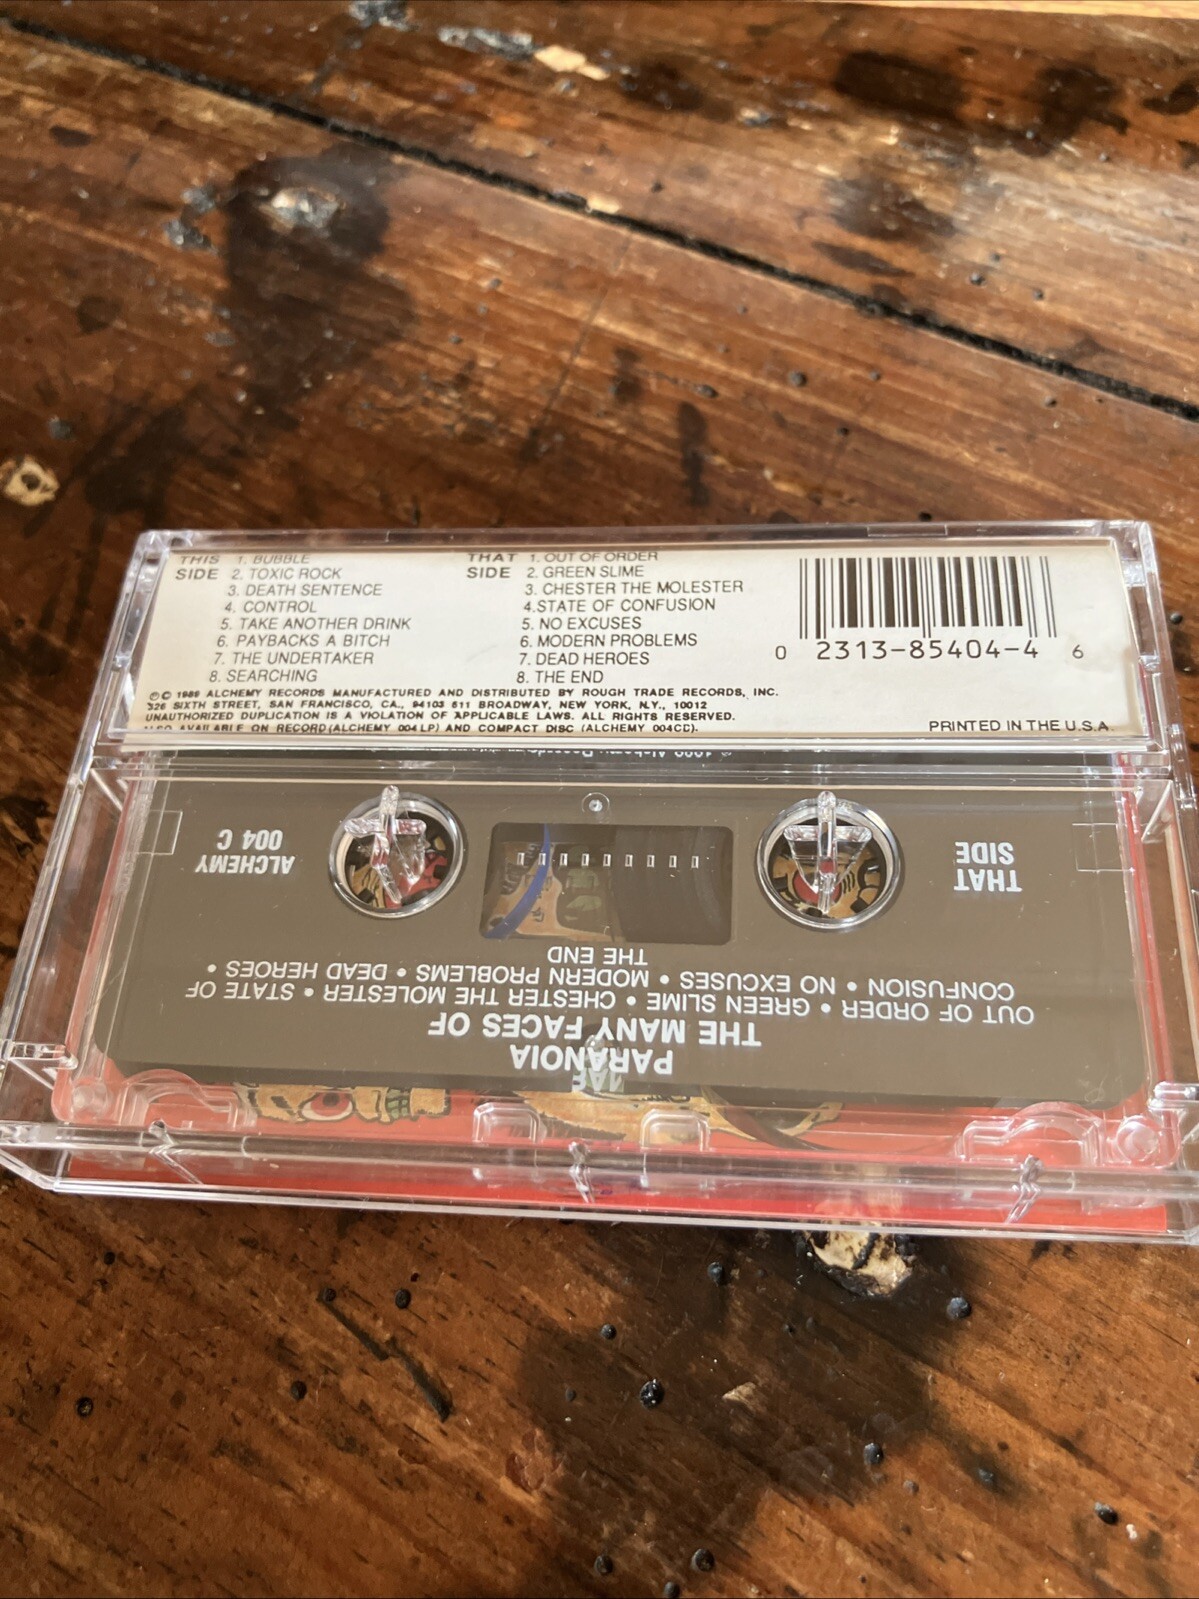 THIS 1. BUBBLE
SIDE 2. TOXIC ROCK
3. DEATH SENTENCE
4. CONTROL
5. TAKE ANOTHER DRINK
6. PAYBACKS A BITCH
7. THE UNDERTAKER
8. SEARCHING
THAT 1. OUT OF ORDER
SIDE 2. GREEN SLIME
3. CHESTER THE MOLESTER
4.STATE OF CONFUSION
5. NO EXCUSES
6. MODERN PROBLEMS
7. DEAD HEROES
8. THE END
0 2313-85404-4 6
©© 1989 ALCHEMY RECORDS MANUFACTURED AND DISTRIBUTED BY ROUGH TRADE RECORDS, INC.
326 SIXTH STREET, SAN FRANCISCO, CA., 94103 611 BROADWAY, NEW YORK, N.Y., 10012
UNAUTHORIZED DUPLICATION IS A VIOLATION OF APPLICABLE LAWS. ALL RIGHTS RESERVED.
ALSO AVAILABLE ON RECORD (ALCHEMY 004 LP) AND COMPACT DISC (ALCHEMY 004CD).
PRINTED IN THE U.S.A.
PARANOIA
THE MANY FACES OF
OUT OF ORDER • GREEN SLIME • CHESTER THE MOLESTER • STATE OF
CONFUSION • NO EXCUSES • MODERN PROBLEMS • DEAD HEROES •
THE END
THAT
SIDE
ALCHEMY
004 C